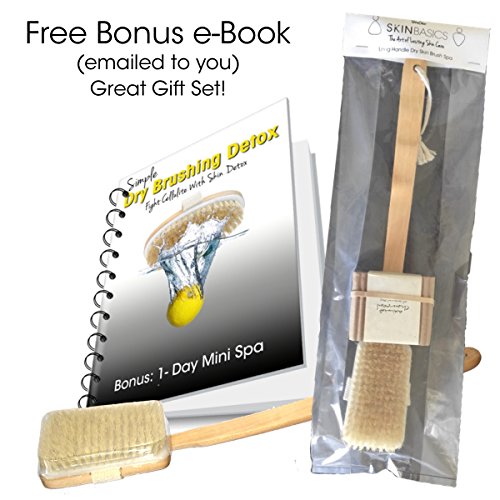 Free Bonus e-Book
(emailed to you)
Great Gift Set!
SKINBASICS
The Art of Loving Skin Care
Long Handle Dry Skin Brush Spa
Simple
Dry Brushing Detox
Fight Cellulite With Skin Detox
Bonus: 1-Day Mini Spa